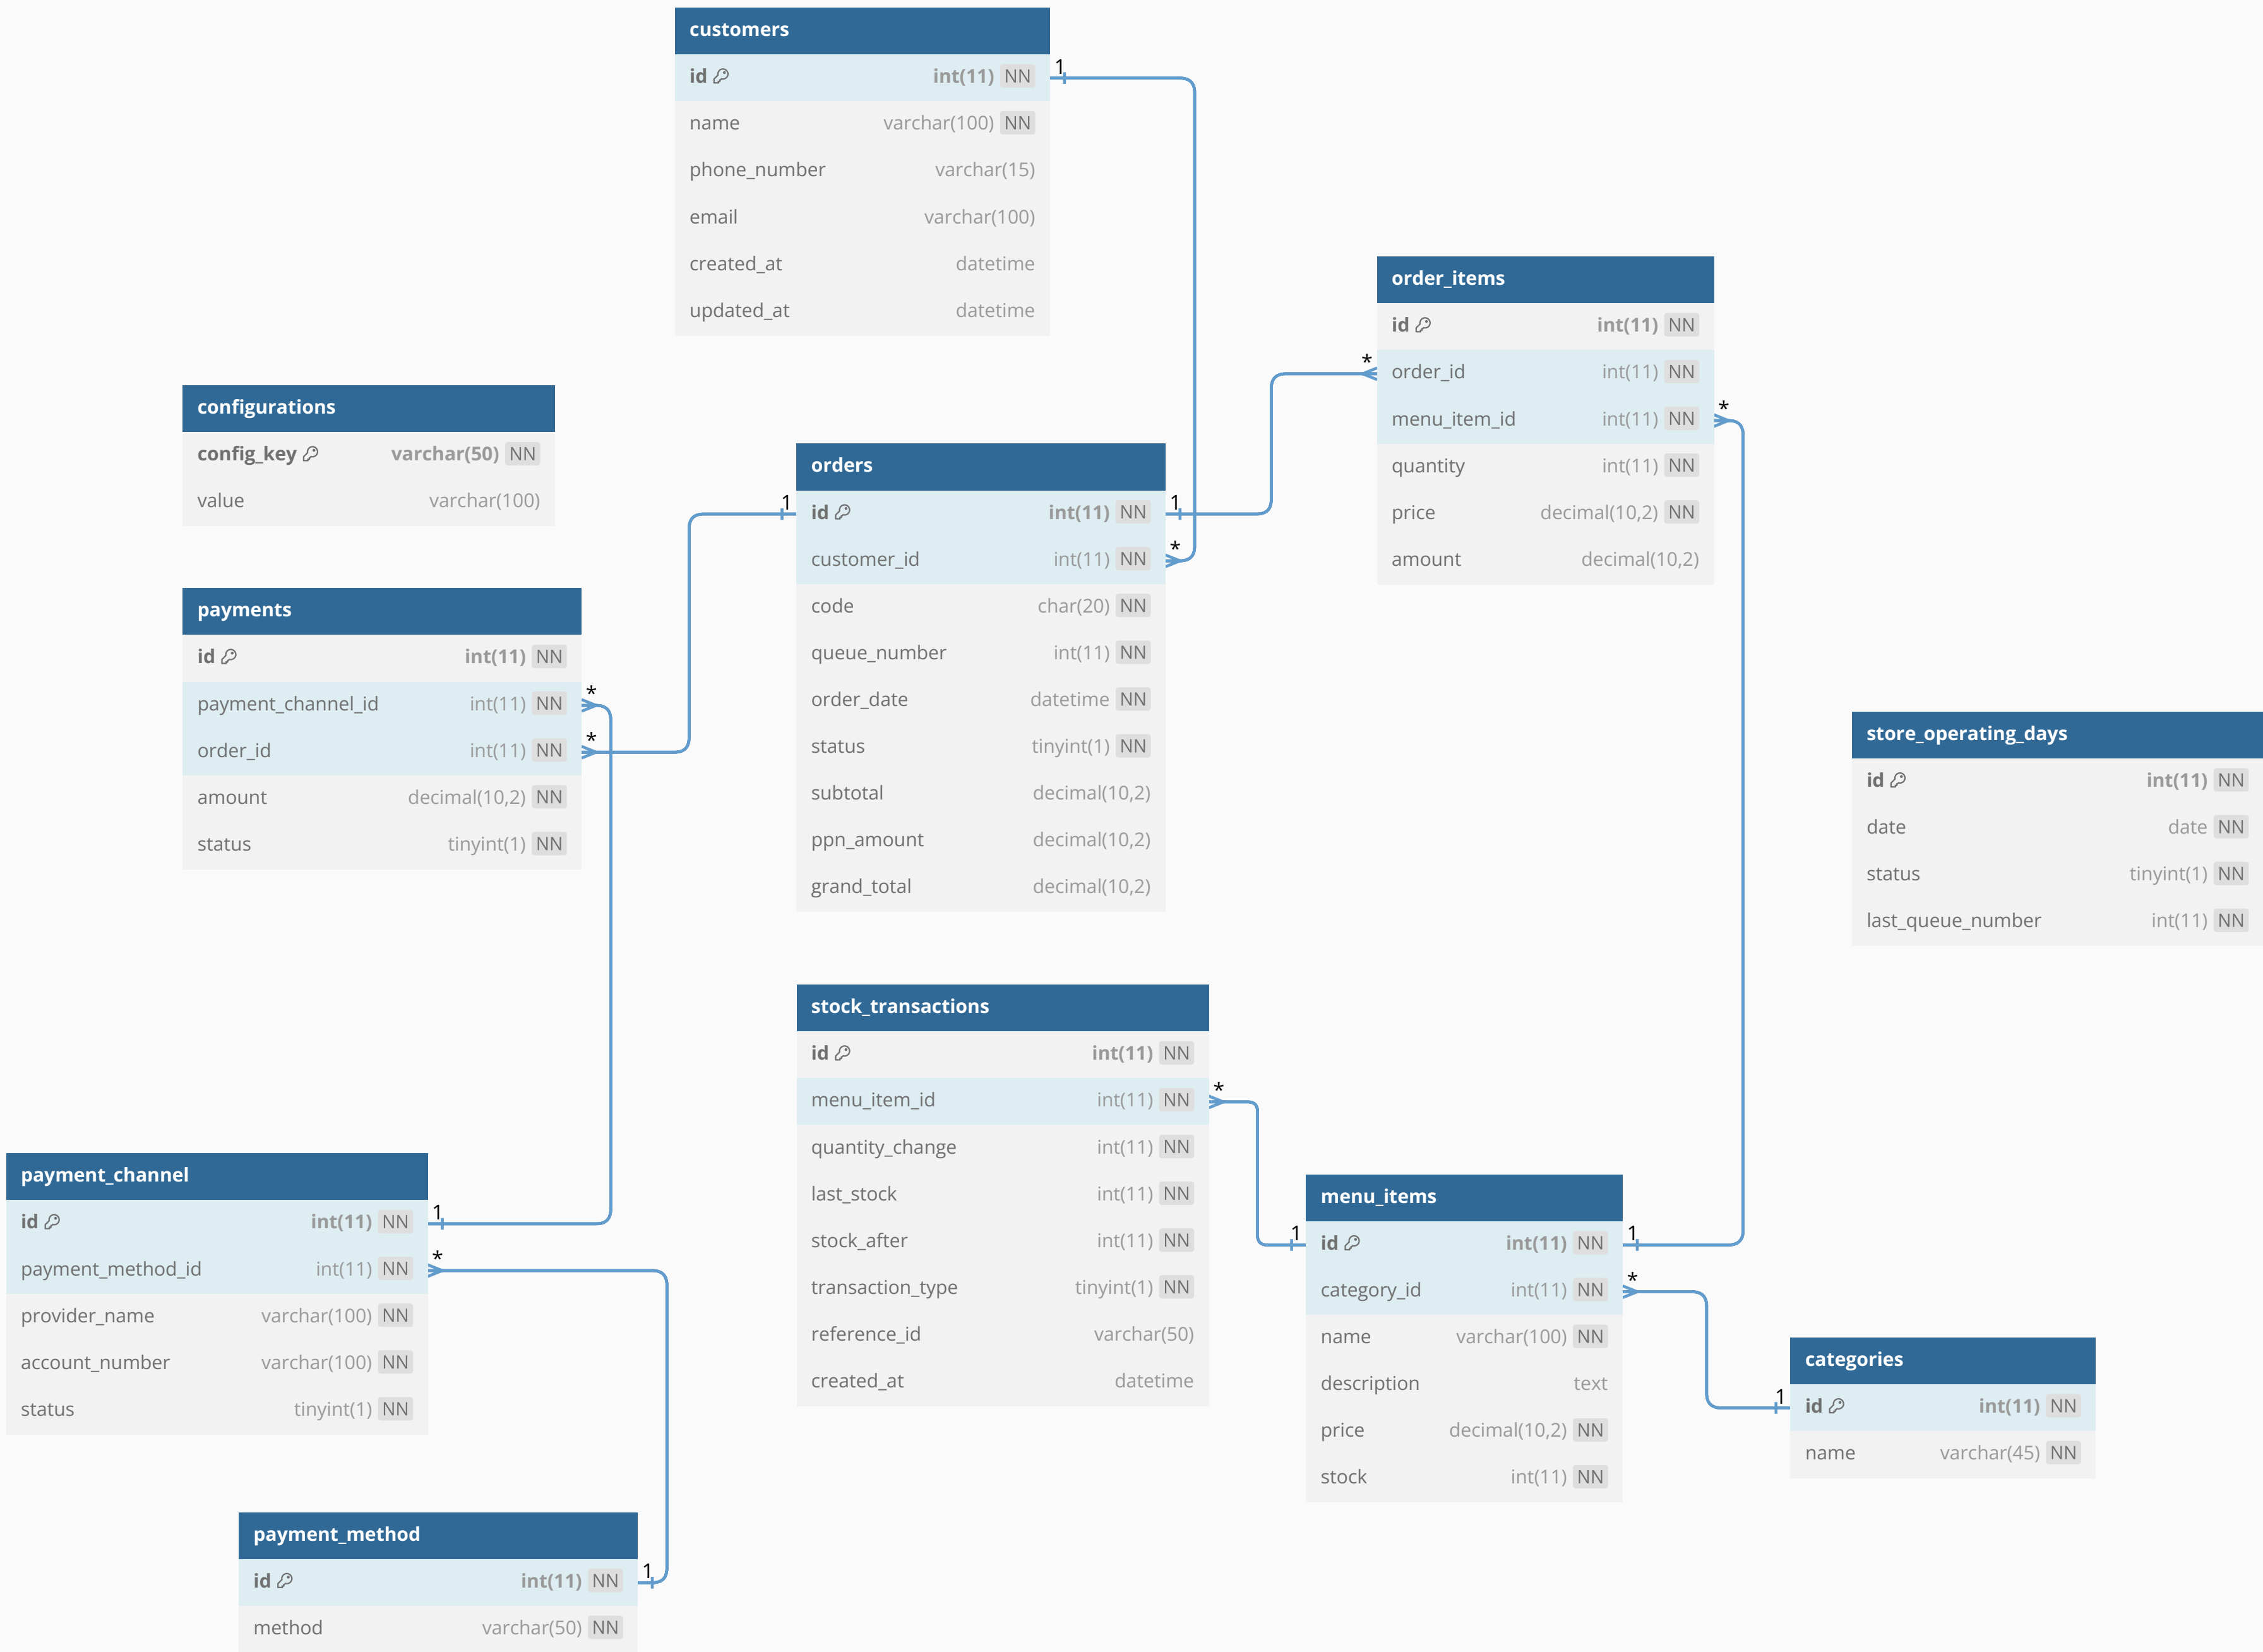 customers
id int(11) NN
name varchar(100) NN
phone_number varchar(15)
email varchar(100)
created_at datetime
updated_at datetime
1
order_items
id int(11) NN
order_id int(11) NN
menu_item_id int(11) NN
quantity int(11) NN
price decimal(10,2) NN
amount decimal(10,2)
*
*
configurations
config_key varchar(50) NN
value varchar(100)
orders
id int(11) NN
customer_id int(11) NN
code char(20) NN
queue_number int(11) NN
order_date datetime NN
status tinyint(1) NN
subtotal decimal(10,2)
ppn_amount decimal(10,2)
grand_total decimal(10,2)
1
1
*
payments
id int(11) NN
payment_channel_id int(11) NN
order_id int(11) NN
amount decimal(10,2) NN
status tinyint(1) NN
*
*
store_operating_days
id int(11) NN
date date NN
status tinyint(1) NN
last_queue_number int(11) NN
stock_transactions
id int(11) NN
menu_item_id int(11) NN
quantity_change int(11) NN
last_stock int(11) NN
stock_after int(11) NN
transaction_type tinyint(1) NN
reference_id varchar(50)
created_at datetime
*
payment_channel
id int(11) NN
payment_method_id int(11) NN
provider_name varchar(100) NN
account_number varchar(100) NN
status tinyint(1) NN
1
*
menu_items
id int(11) NN
category_id int(11) NN
name varchar(100) NN
description text
price decimal(10,2) NN
stock int(11) NN
1
1
*
categories
id int(11) NN
name varchar(45) NN
1
payment_method
id int(11) NN
method varchar(50) NN
1